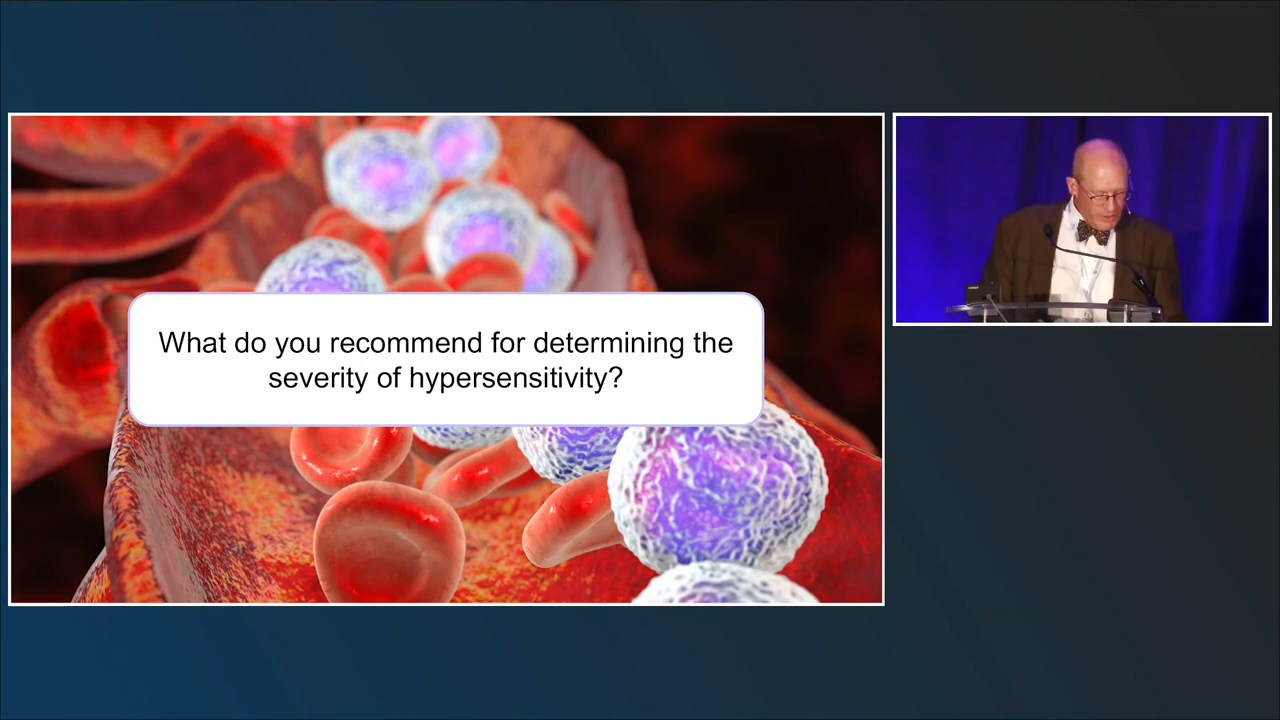 What do you recommend for determining the
severity of hypersensitivity?